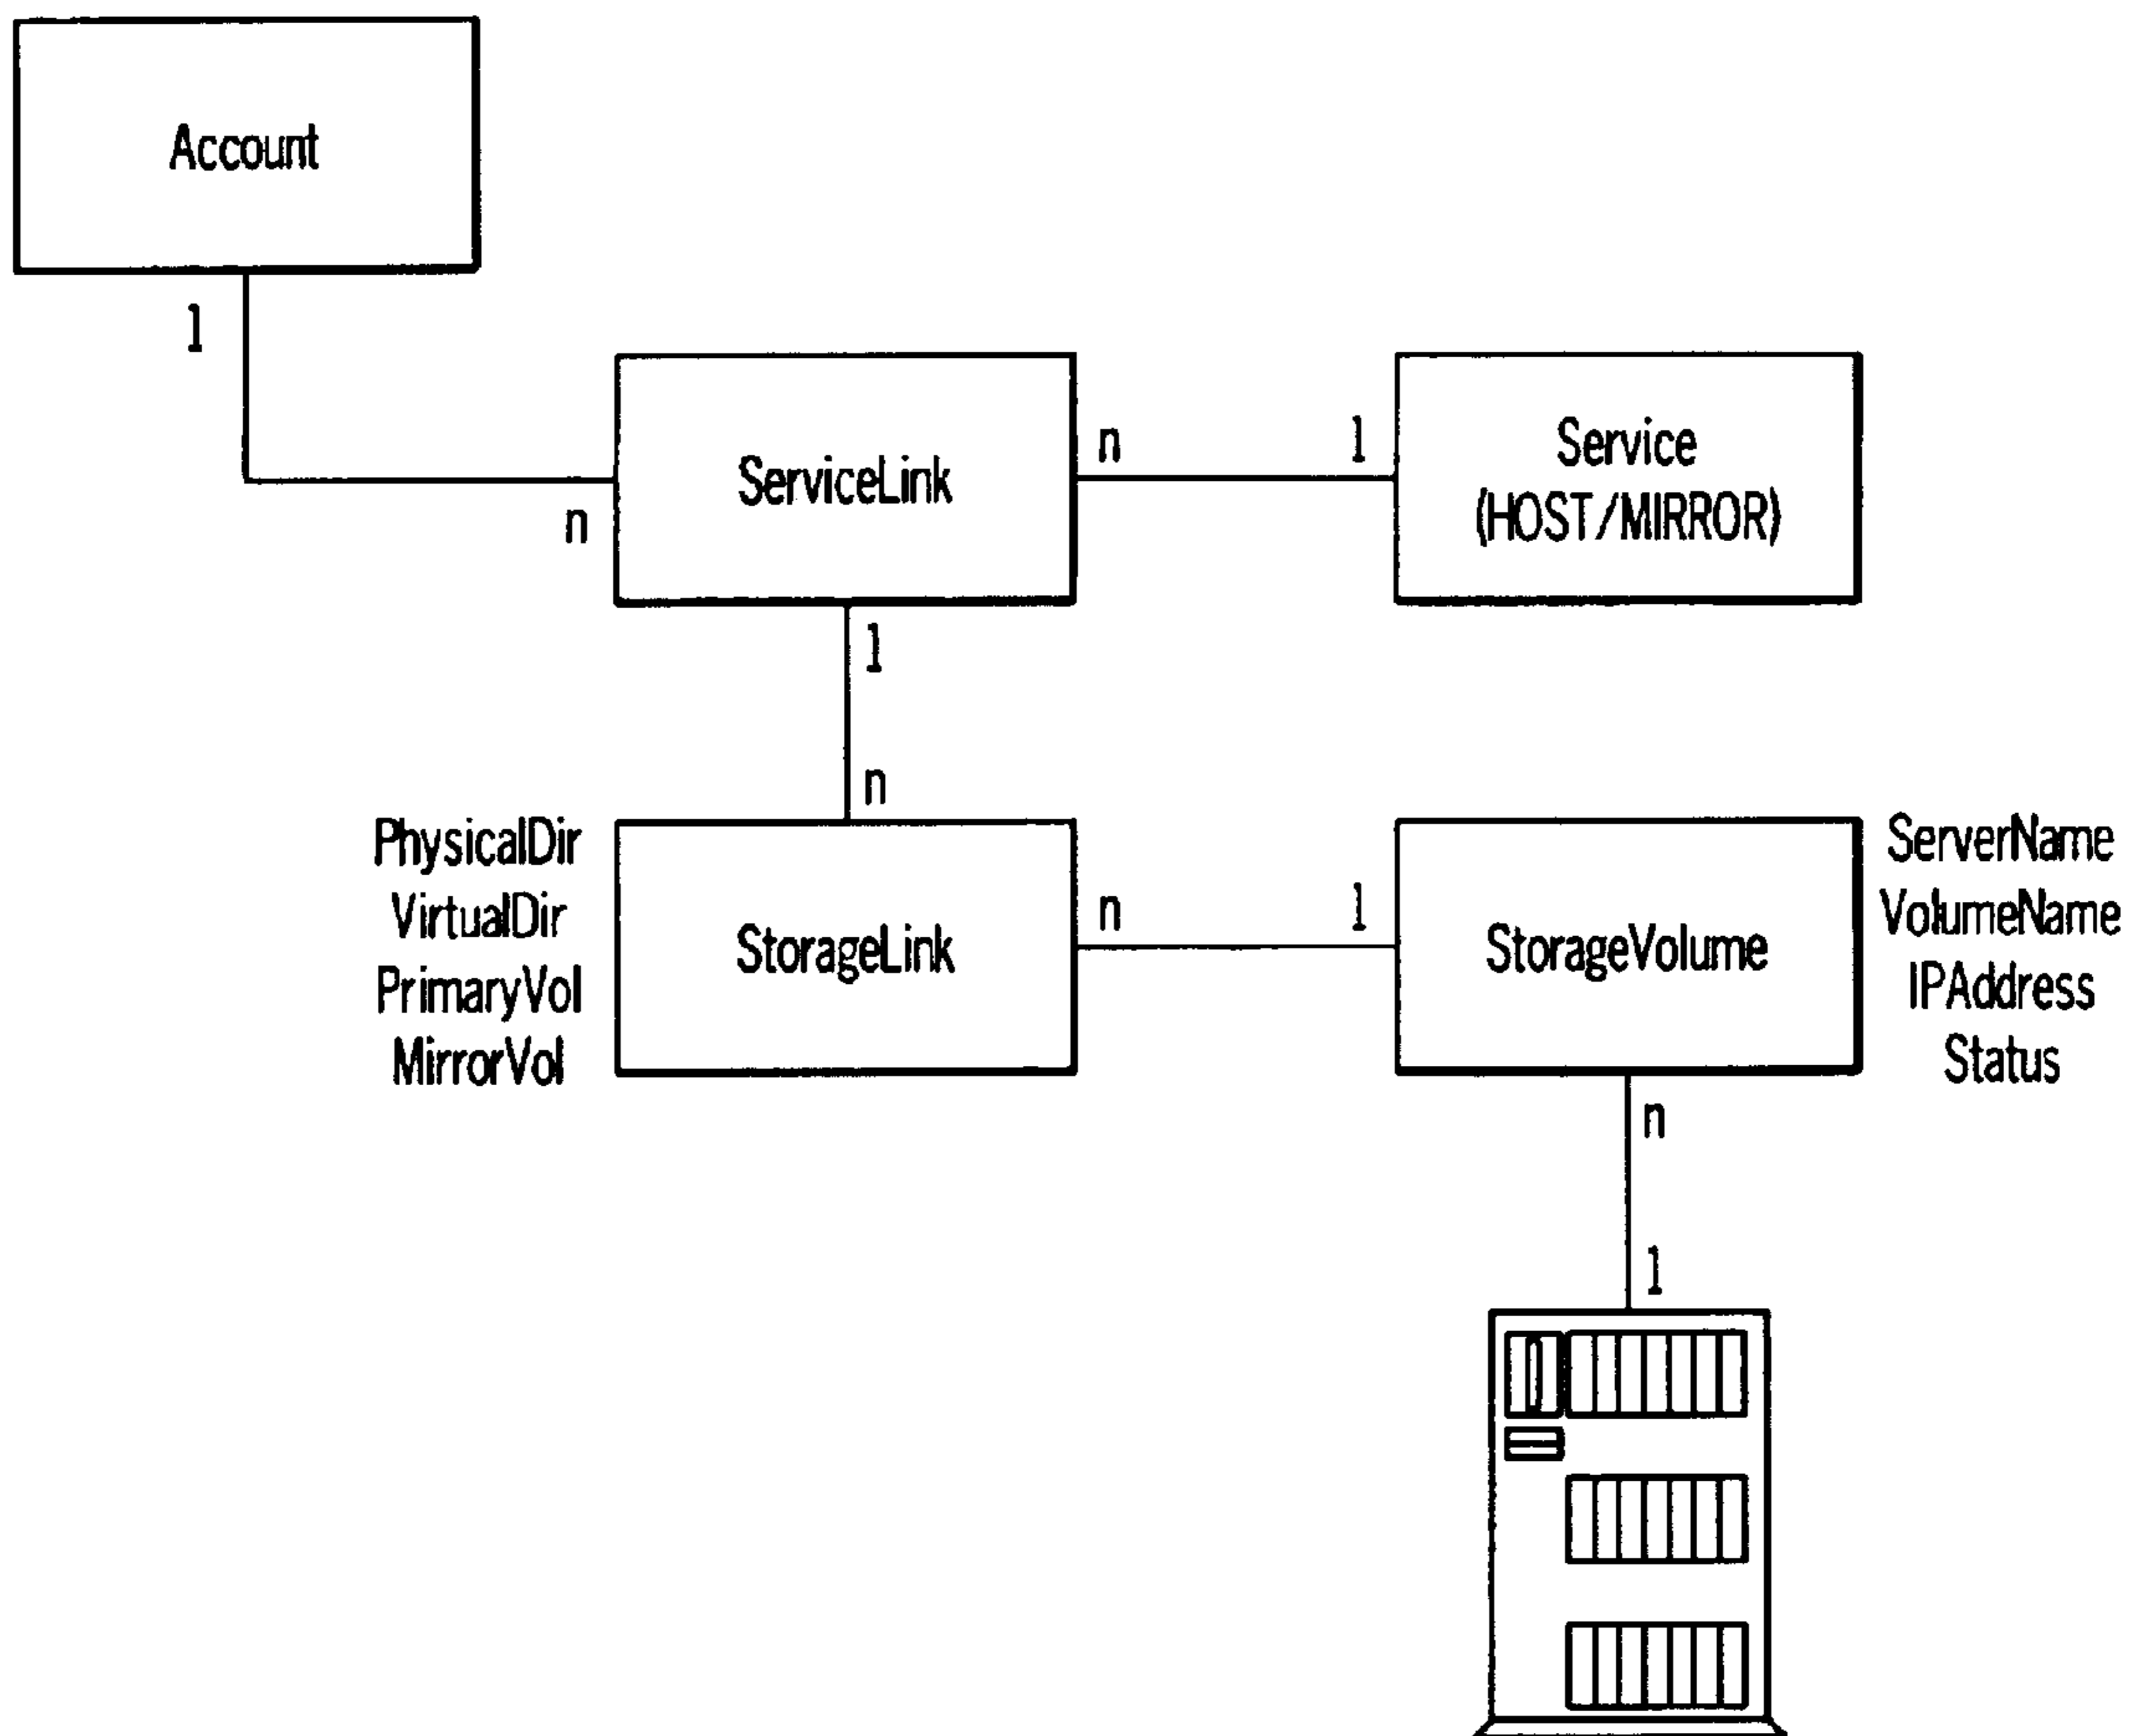 Account
1
n
ServiceLink
n
1
Service
(HOST/MIRROR)
1
n
PhysicalDir
VirtualDir
PrimaryVol
MirrorVol
StorageLink
n
1
StorageVolume
ServerName
VolumeName
IPAddress
Status
n
1